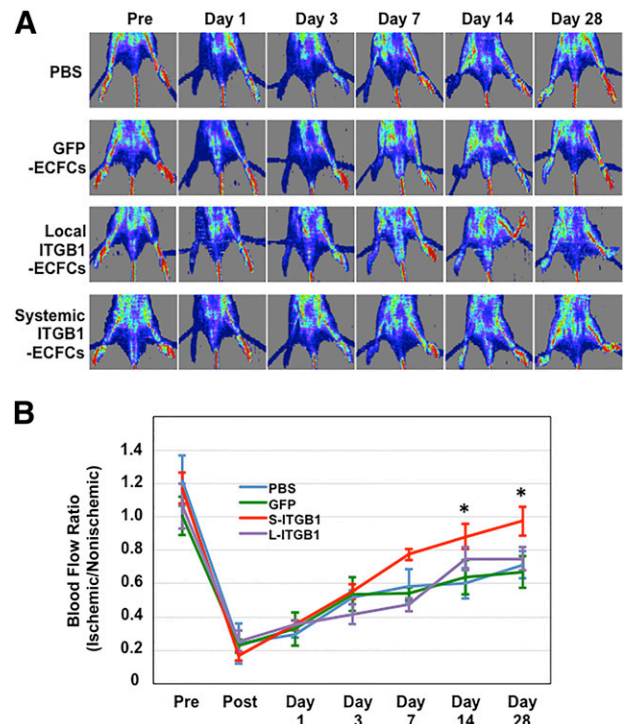 A
Pre Day 1 Day 3 Day 7 Day 14 Day 28
PBS
GFP
-ECFCs
Local
ITGB1
-ECFCs
Systemic
ITGB1
-ECFCs
B
Blood Flow Ratio
(Ischemic/Nonischemic)
1.4
1.2
1.0
0.8
0.6
0.4
0.2
0
PBS
GFP
S-ITGB1
L-ITGB1
* *
Pre Post Day Day Day Day Day
1 3 7 14 28